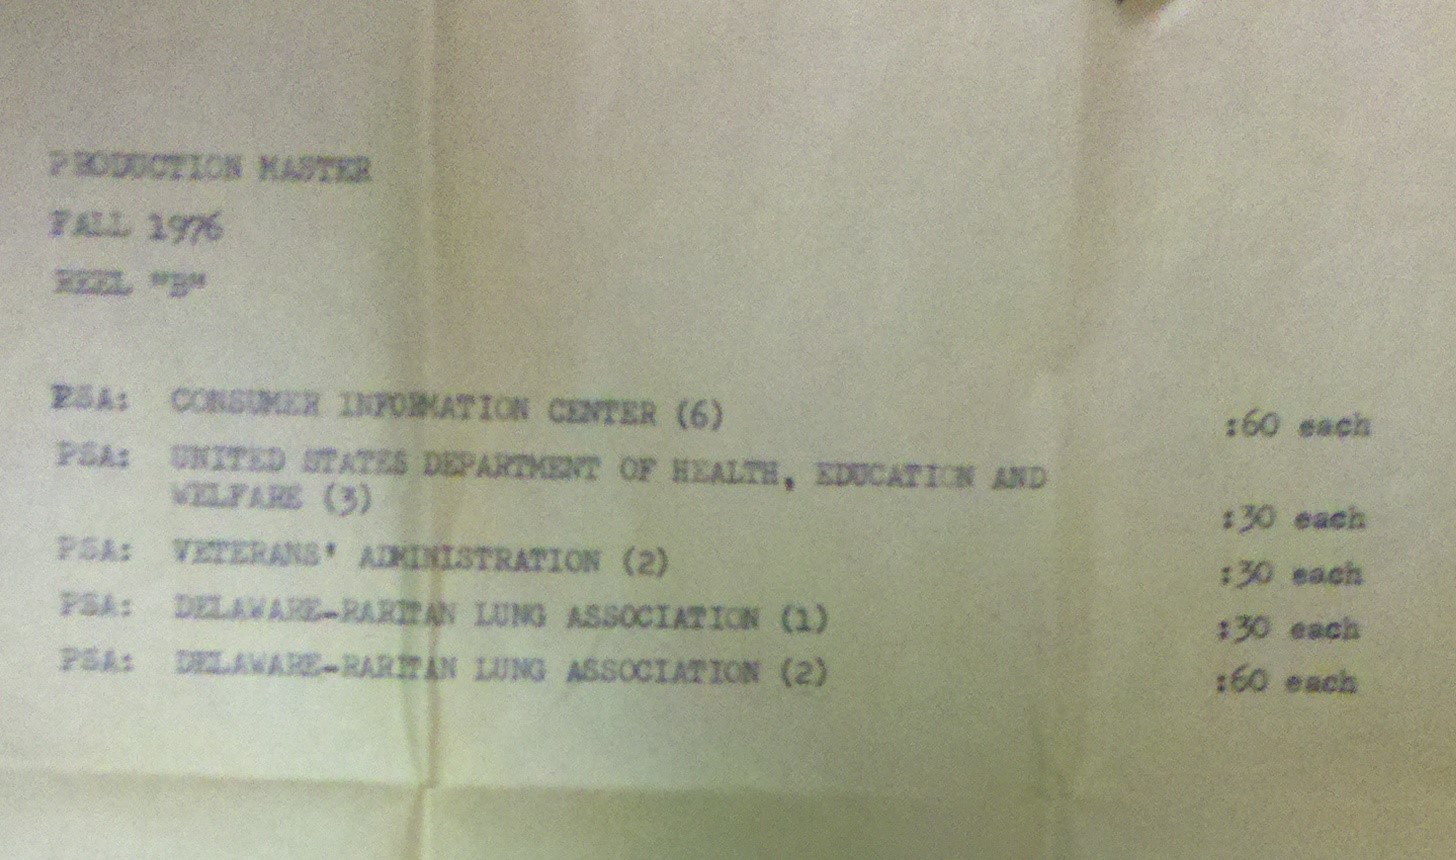 PRODUCTION MASTER
FALL 1976
REEL "B"
PSA: CONSUMER INFORMATION CENTER (6) :60 each
PSA: UNITED STATES DEPARTMENT OF HEALTH, EDUCATION AND
WELFARE (3) :30 each
PSA: VETERANS' ADMINISTRATION (2) :30 each
PSA: DELAWARE-RARITAN LUNG ASSOCIATION (1) :30 each
PSA: DELAWARE-RARITAN LUNG ASSOCIATION (2) :60 each